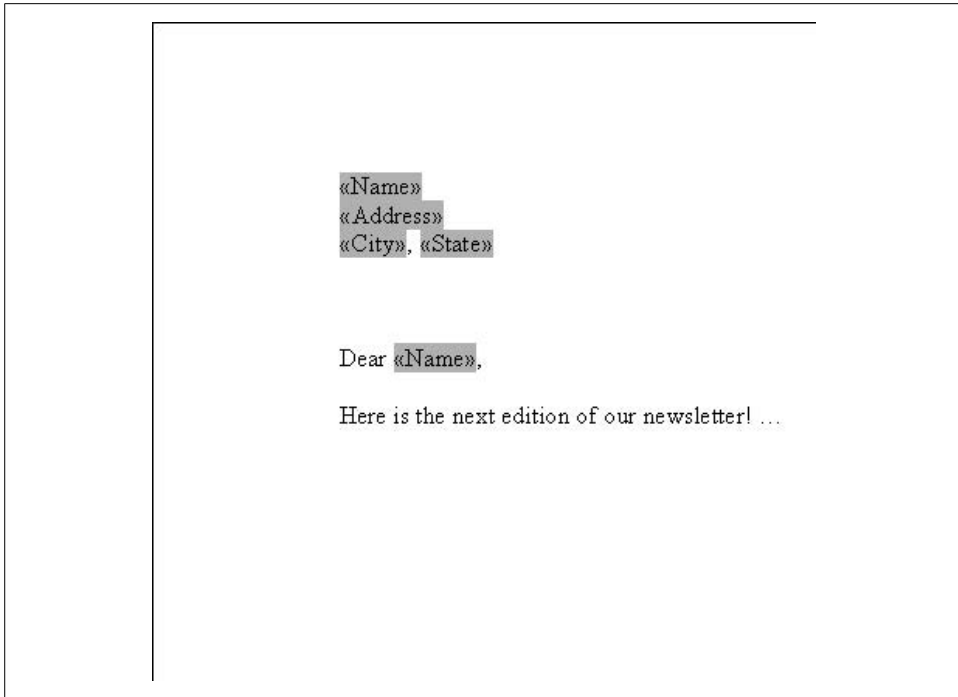 «Name»
«Address»
«City», «State»
Dear «Name»,
Here is the next edition of our newsletter! …